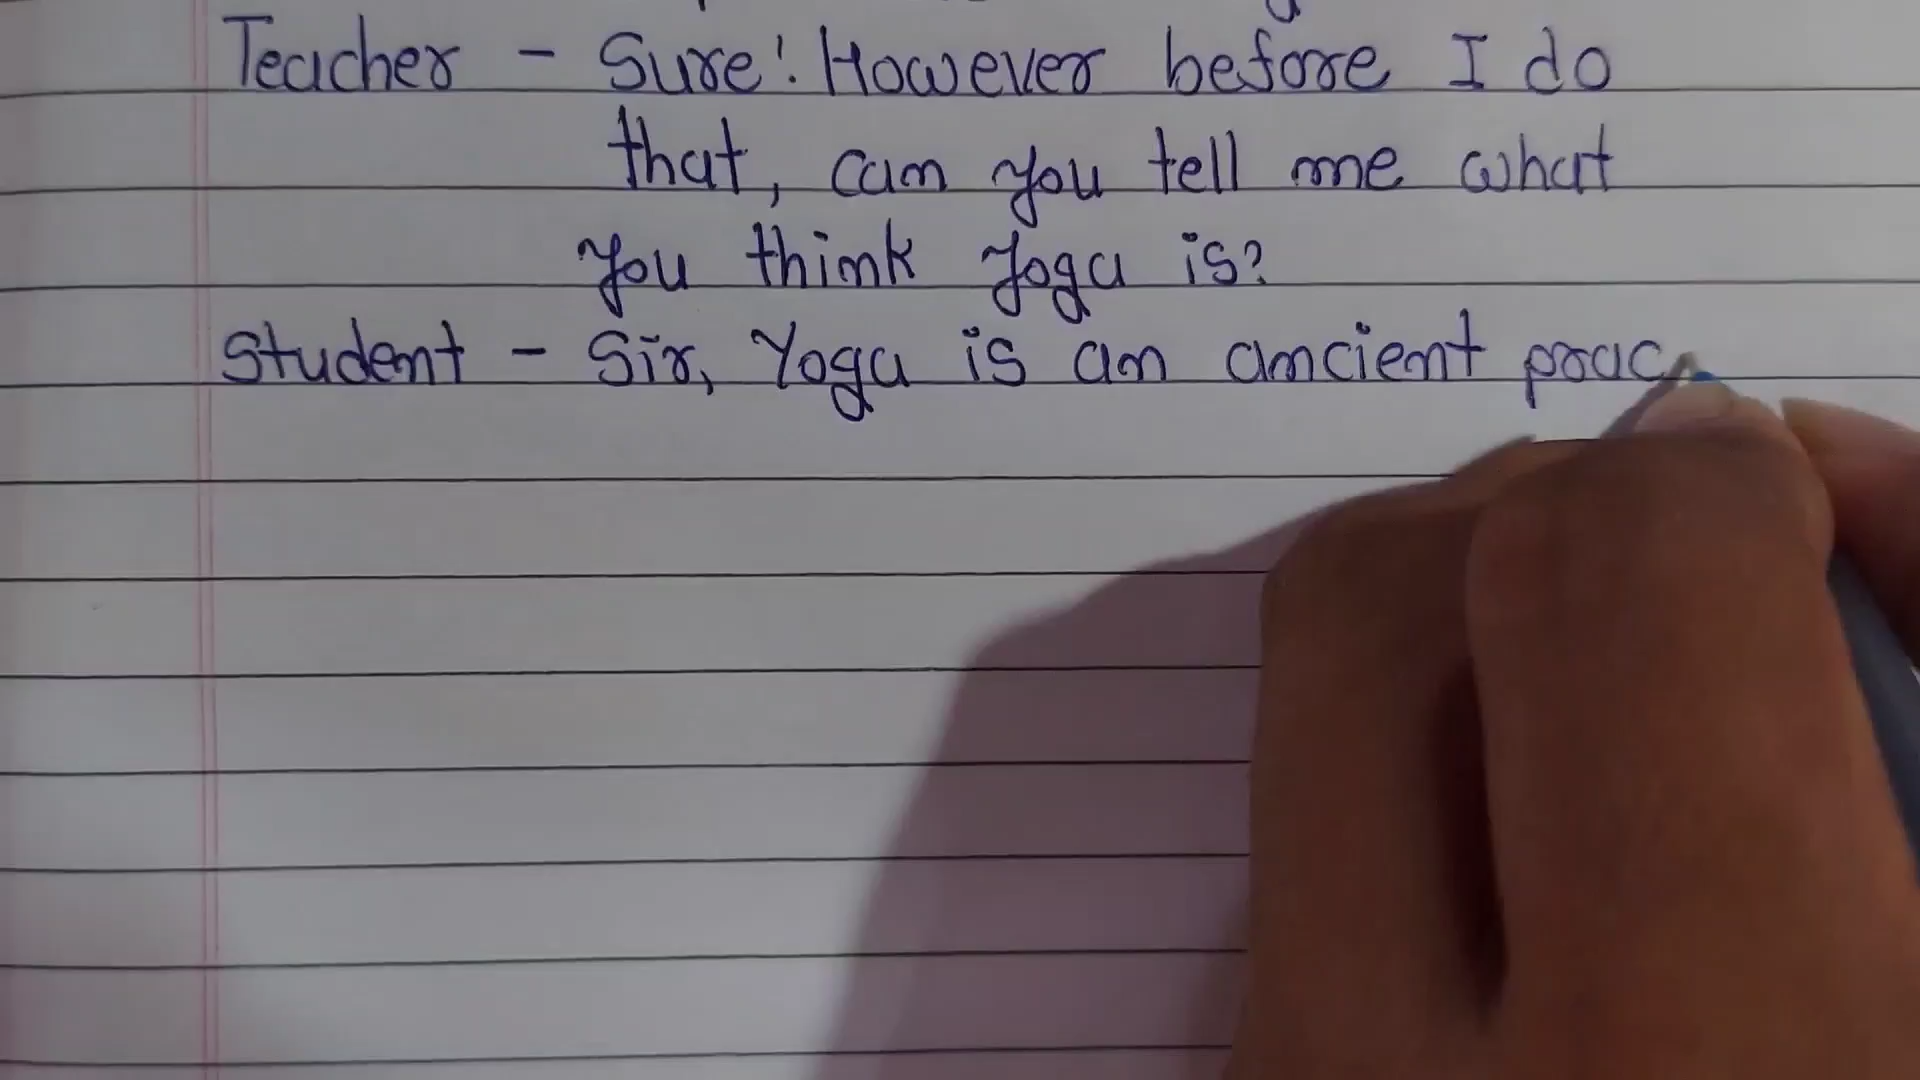 Teacher - Sure! However before I do
that, can you tell me what
you think Yoga is?
Student - Sir, Yoga is an ancient prac